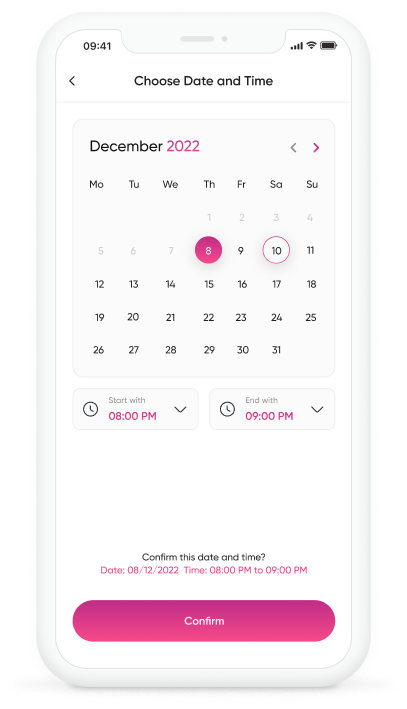 09:41
Choose Date and Time
December 2022
Mo Tu We Th Fr Sa Su
1 2 3 4
5 6 7 8 9 10 11
12 13 14 15 16 17 18
19 20 21 22 23 24 25
26 27 28 29 30 31
Start with End with
08:00 PM 09:00 PM
Confirm this date and time?
Date: 08/12/2022 Time: 08:00 PM to 09:00 PM
Confirm